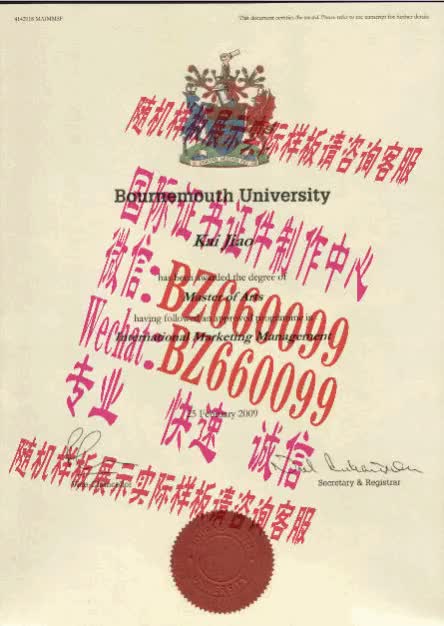 4142918 MAIMMSF
This document certifies the award. Please refer to the transcript for further details
随机样板展示实际样板请咨询客服
Bournemouth University
国际证书证件制作中心
Kai Jiao
微信:BZ660099
has been awarded the degree of
Master of Arts
having followed an approved programme in
International Marketing Management
Wechat:BZ660099
25 February 2009
专业 快速 诚信
Vice-Chancellor
Secretary & Registrar
随机样板展示实际样板请咨询客服